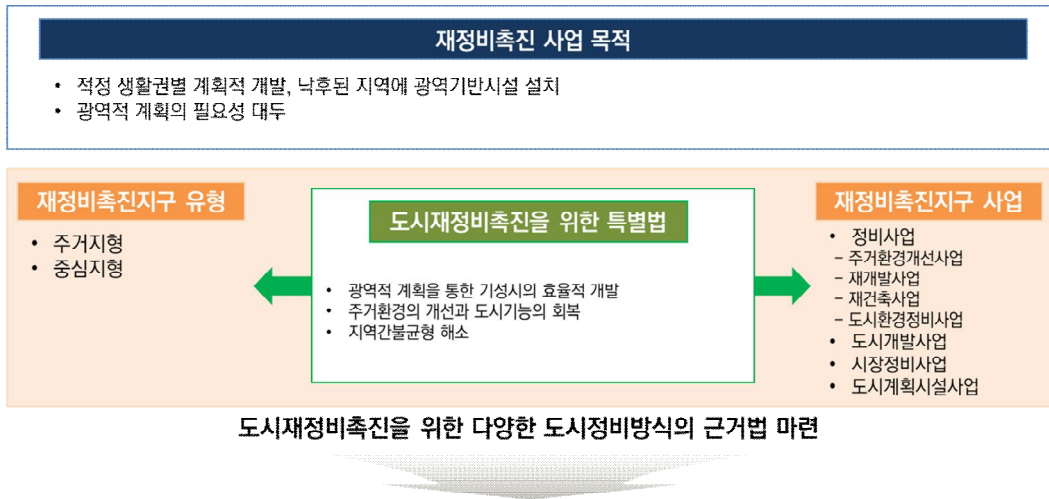 재정비촉진 사업 목적
• 적정 생활권별 계획적 개발, 낙후된 지역에 광역기반시설 설치
• 광역적 계획의 필요성 대두
재정비촉진지구 유형
• 주거지형
• 중심지형
도시재정비촉진을 위한 특별법
• 광역적 계획을 통한 기성시의 효율적 개발
• 주거환경의 개선과 도시기능의 회복
• 지역간불균형 해소
재정비촉진지구 사업
• 정비사업
– 주거환경개선사업
– 재개발사업
– 재건축사업
– 도시환경정비사업
• 도시개발사업
• 시장정비사업
• 도시계획시설사업
도시재정비촉진을 위한 다양한 도시정비방식의 근거법 마련